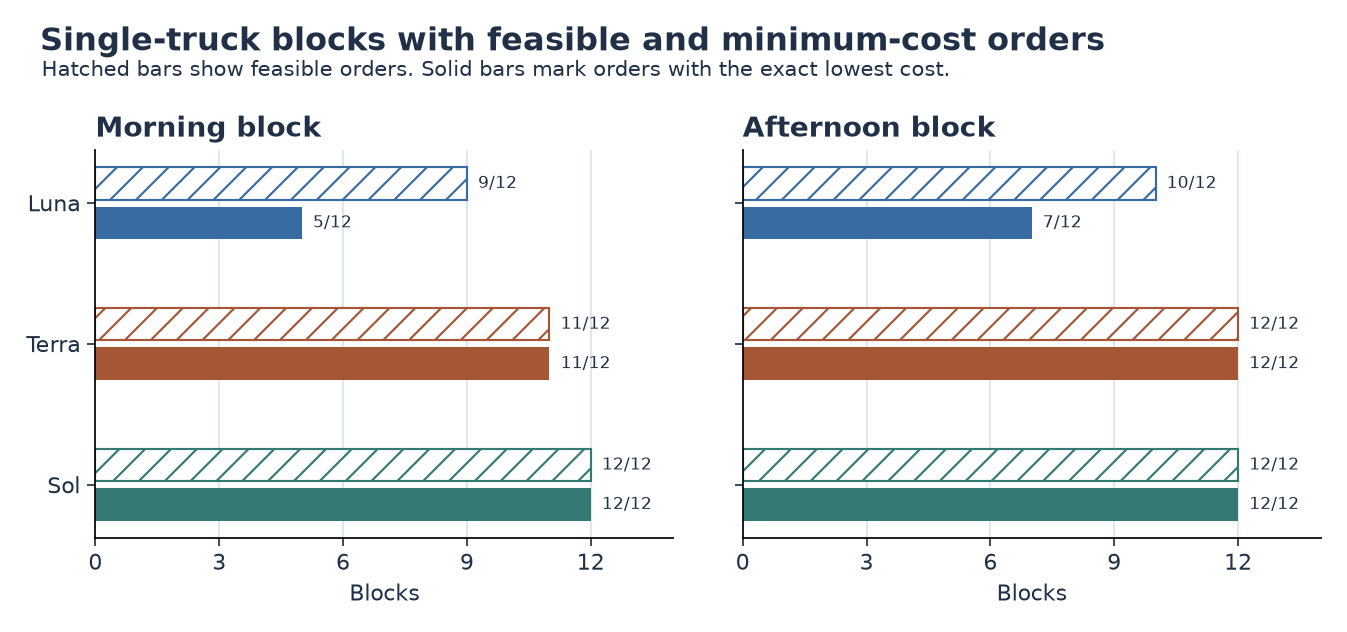 Single-truck blocks with feasible and minimum-cost orders
Hatched bars show feasible orders. Solid bars mark orders with the exact lowest cost.
Morning block
Luna
9/12
5/12
Terra
11/12
11/12
Sol
12/12
12/12
0 3 6 9 12
Blocks
Afternoon block
10/12
7/12
12/12
12/12
12/12
12/12
0 3 6 9 12
Blocks